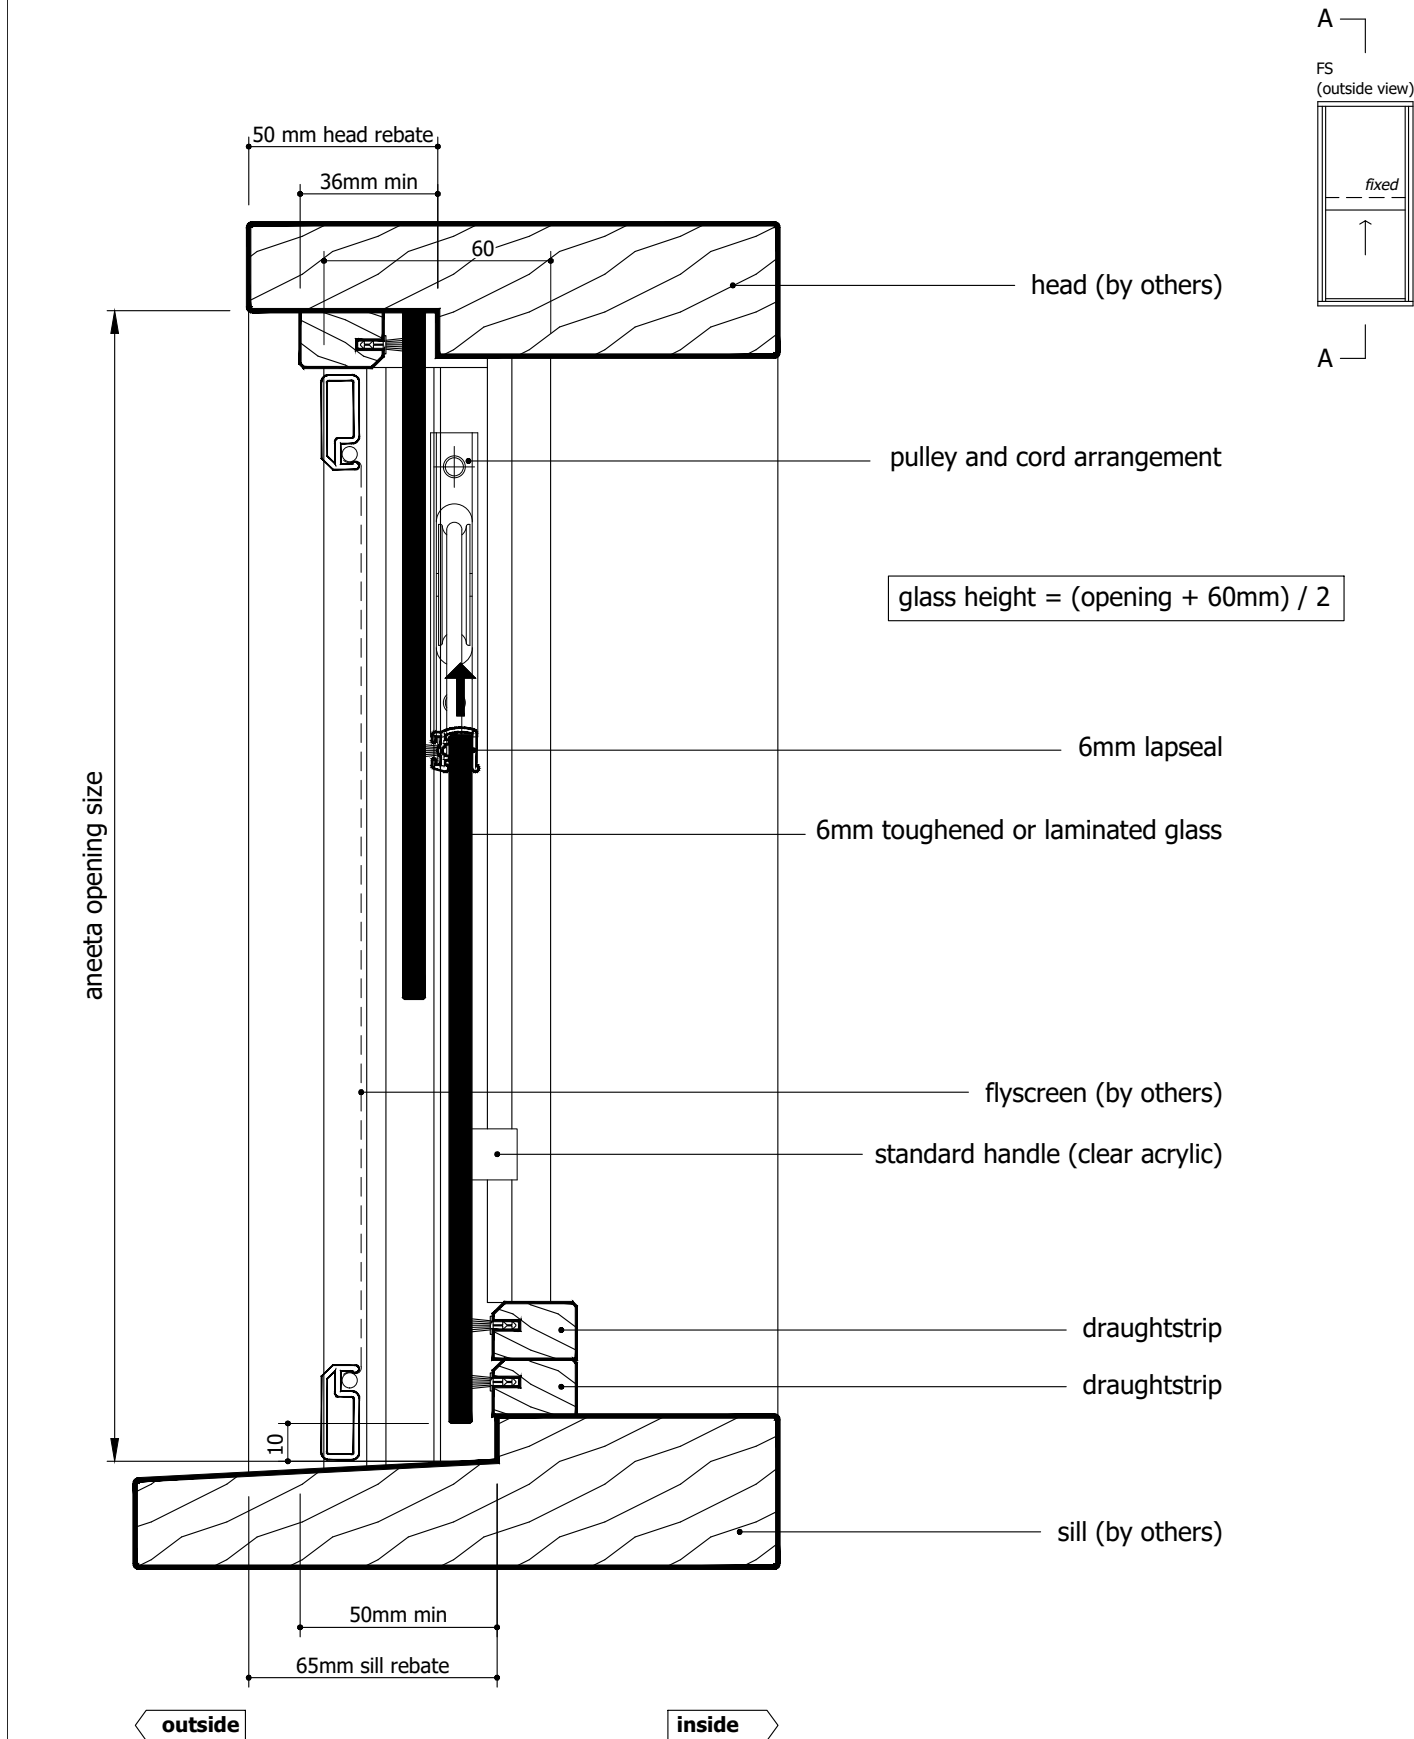 A
FS
(outside view)
fixed
A
50 mm head rebate
36mm min
60
head (by others)
pulley and cord arrangement
glass height = (opening + 60mm) / 2
6mm lapseal
6mm toughened or laminated glass
aneeta opening size
flyscreen (by others)
standard handle (clear acrylic)
draughtstrip
draughtstrip
10
sill (by others)
50mm min
65mm sill rebate
outside
inside